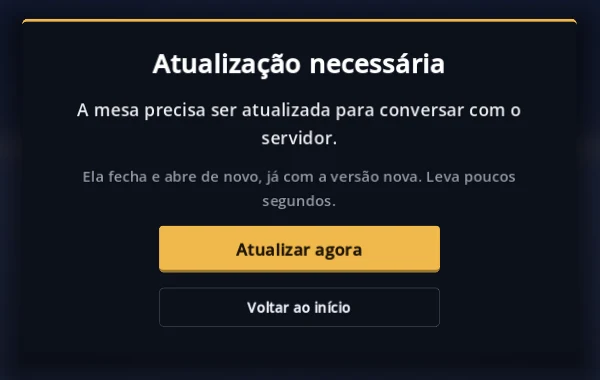 Atualização necessária
A mesa precisa ser atualizada para conversar com o
servidor.
Ela fecha e abre de novo, já com a versão nova. Leva poucos
segundos.
Atualizar agora
Voltar ao início